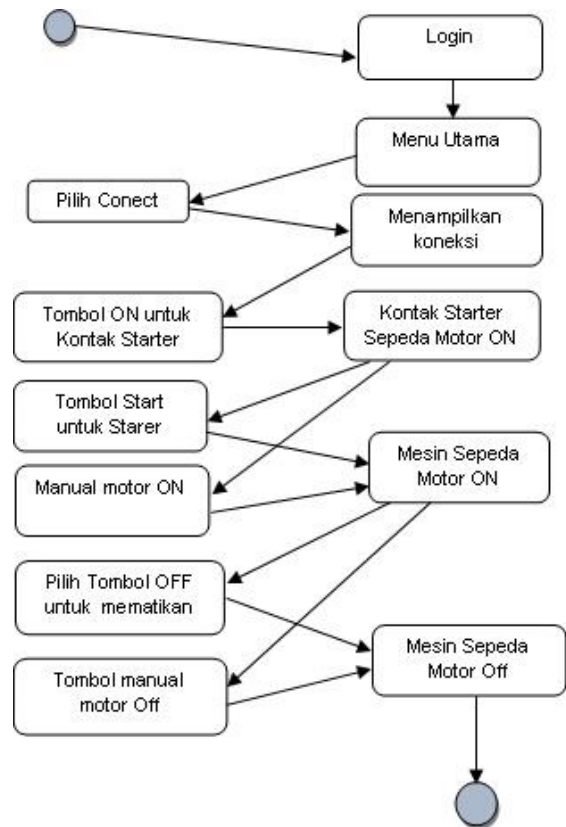 Login
Menu Utama
Pilih Conect
Menampilkan
koneksi
Tombol ON untuk
Kontak Starter
Kontak Starter
Sepeda Motor ON
Tombol Start
untuk Starer
Mesin Sepeda
Motor ON
Manual motor ON
Pilih Tombol OFF
untuk mematikan
Mesin Sepeda
Motor Off
Tombol manual
motor Off